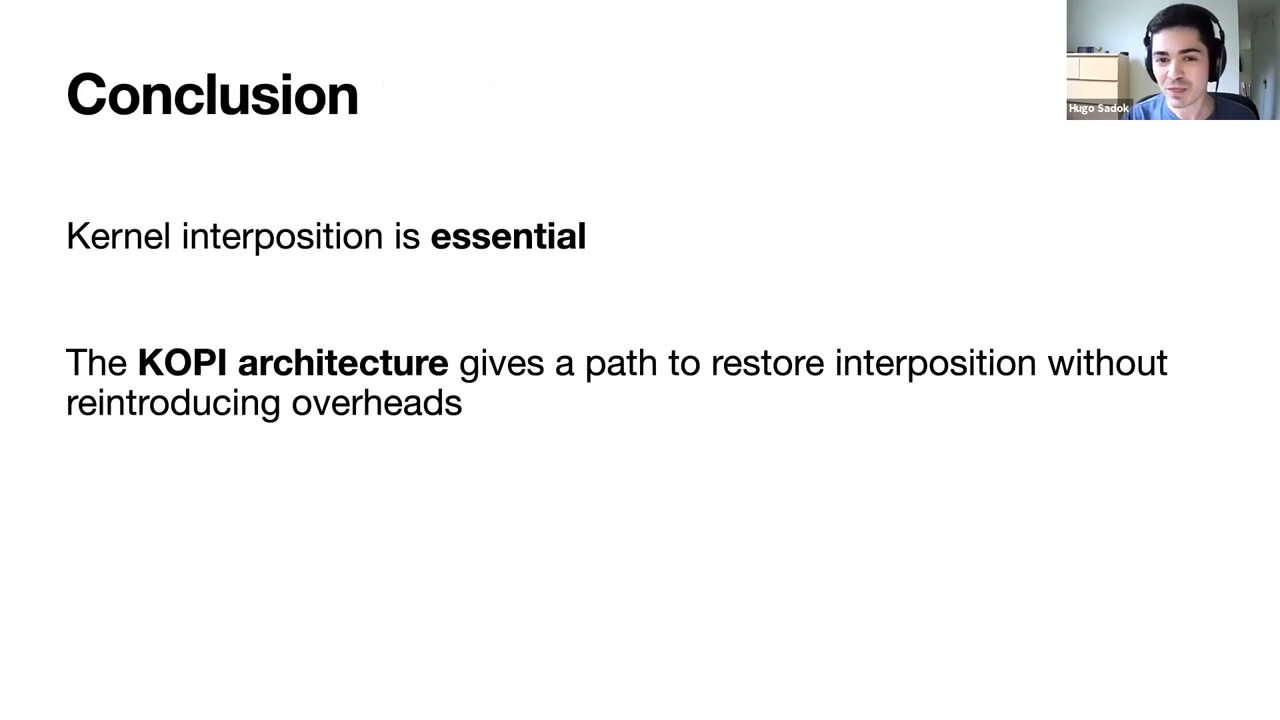 Conclusion
Hugo Sadok
Kernel interposition is essential
The KOPI architecture gives a path to restore interposition without
reintroducing overheads